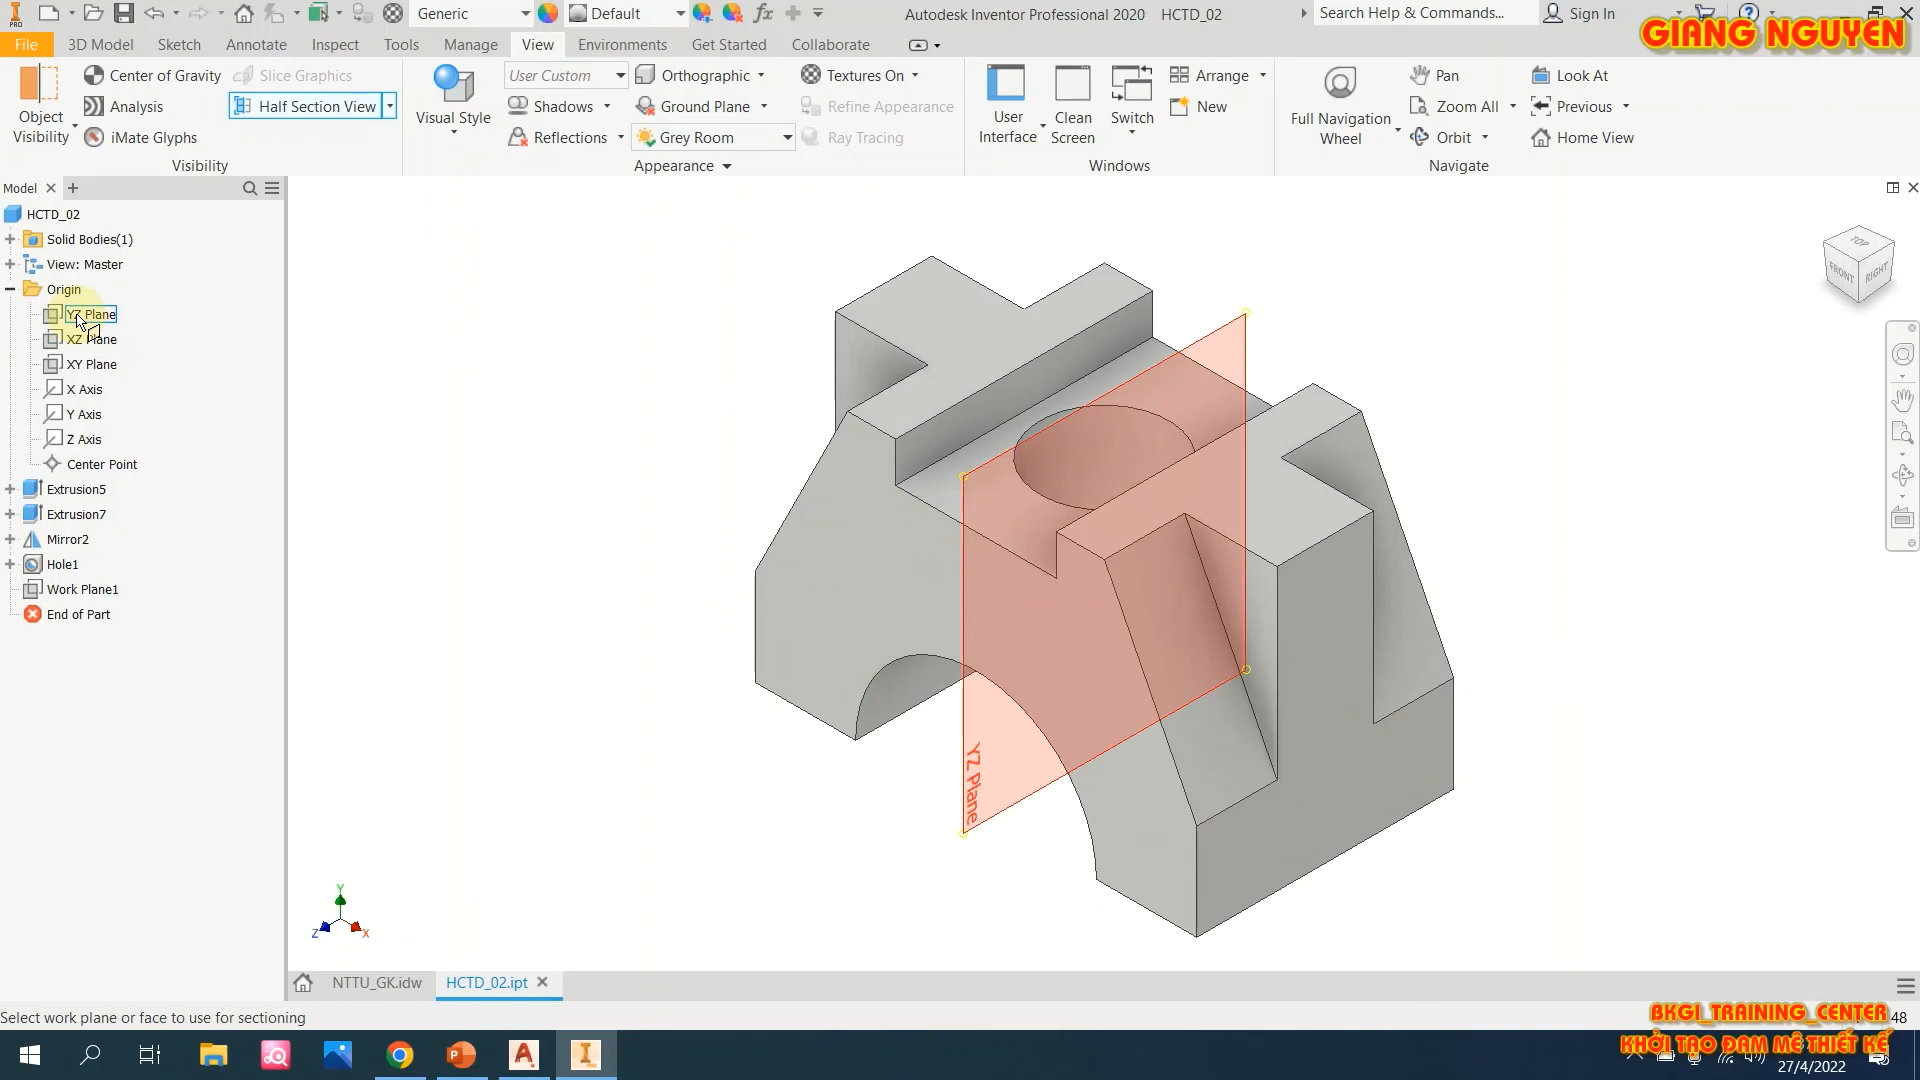 Generic
Default
Autodesk Inventor Professional 2020 HCTD_02
Search Help & Commands...
Sign In
GIANG NGUYEN
File 3D Model Sketch Annotate Inspect Tools Manage View Environments Get Started Collaborate
Center of Gravity
Slice Graphics
User Custom
Orthographic
Textures On
Arrange
Pan
Look At
Analysis
Half Section View
Shadows
Ground Plane
Refine Appearance
New
Zoom All
Previous
iMate Glyphs
Reflections
Grey Room
Ray Tracing
Orbit
Home View
Object
Visibility
Visual Style
User
Interface
Clean
Screen
Switch
Full Navigation
Wheel
Visibility
Appearance
Windows
Navigate
Model
HCTD_02
Solid Bodies(1)
View: Master
Origin
YZ Plane
XZ Plane
XY Plane
X Axis
Y Axis
Z Axis
Center Point
Extrusion5
Extrusion7
Mirror2
Hole1
Work Plane1
End of Part
TOP
FRONT
RIGHT
YZ Plane
Y
Z
X
NTTU_GK.idw
HCTD_02.ipt
Select work plane or face to use for sectioning
BKGI_TRAINING_CENTER
48
KHỞI TẠO ĐAM MÊ THIẾT KẾ
27/4/2022